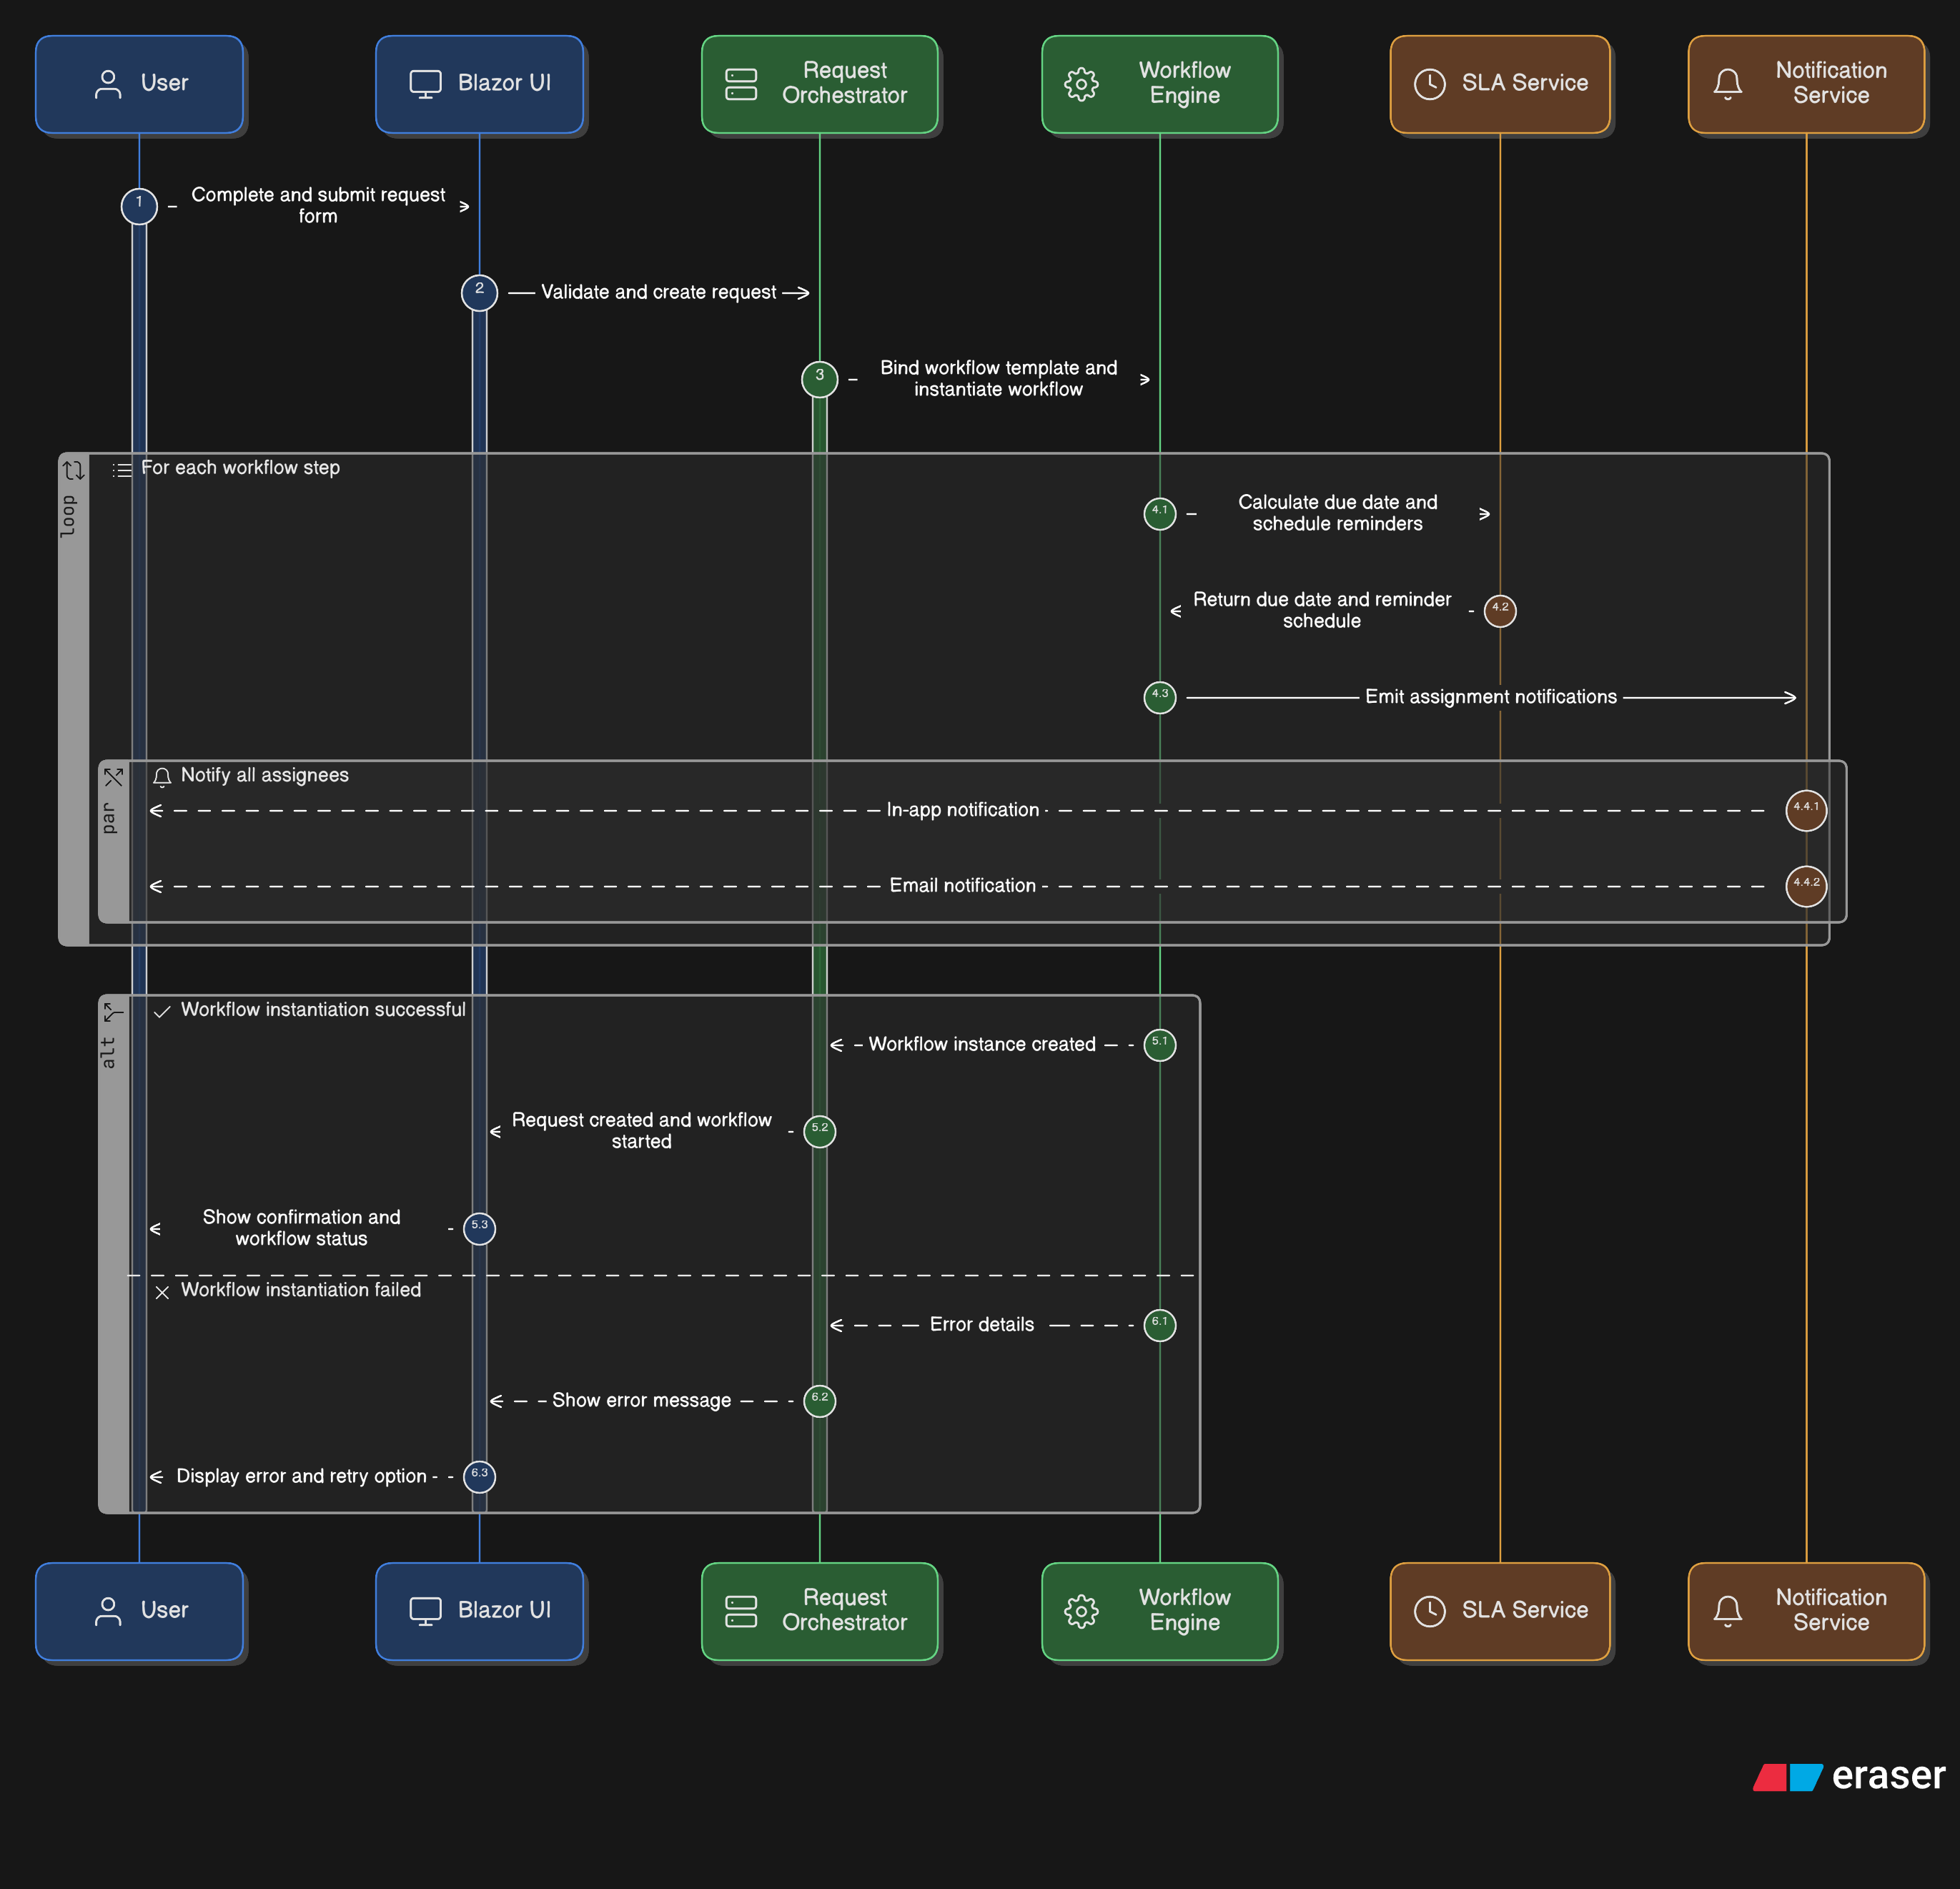 User
Blazor UI
Request
Orchestrator
Workflow
Engine
SLA Service
Notification
Service
1
Complete and submit request
form
2
Validate and create request
3
Bind workflow template and
instantiate workflow
loop
For each workflow step
4.1
Calculate due date and
schedule reminders
Return due date and reminder
schedule
4.2
4.3
Emit assignment notifications
par
Notify all assignees
In-app notification
4.4.1
Email notification
4.4.2
alt
Workflow instantiation successful
Workflow instance created
5.1
Request created and workflow
started
5.2
Show confirmation and
workflow status
5.3
Workflow instantiation failed
Error details
6.1
Show error message
6.2
Display error and retry option
6.3
User
Blazor UI
Request
Orchestrator
Workflow
Engine
SLA Service
Notification
Service
eraser